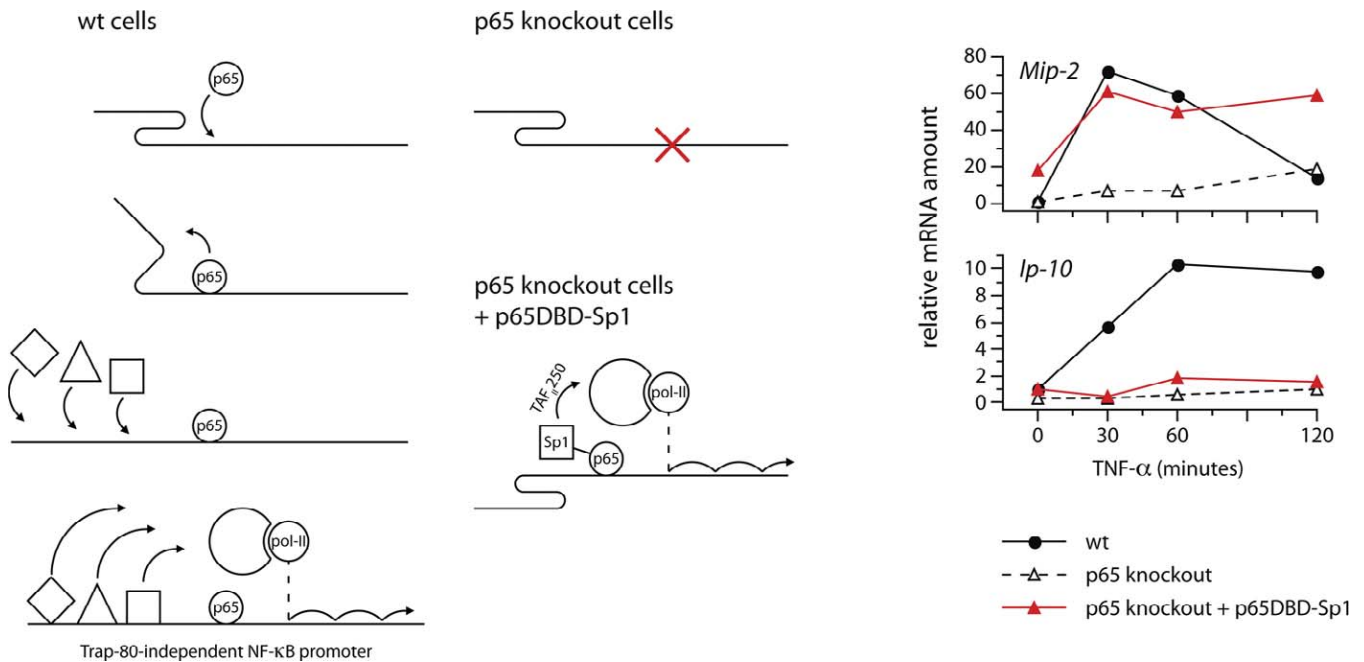 wt cells
p65
p65
p65
pol-II
p65
Trap-80-independent NF-κB promoter
p65 knockout cells
p65 knockout cells
+ p65DBD-Sp1
TAFII250
pol-II
Sp1
p65
relative mRNA amount
Mip-2
80
60
40
20
0
Ip-10
10
8
6
4
2
0
0 30 60 120
TNF-α (minutes)
wt
p65 knockout
p65 knockout + p65DBD-Sp1